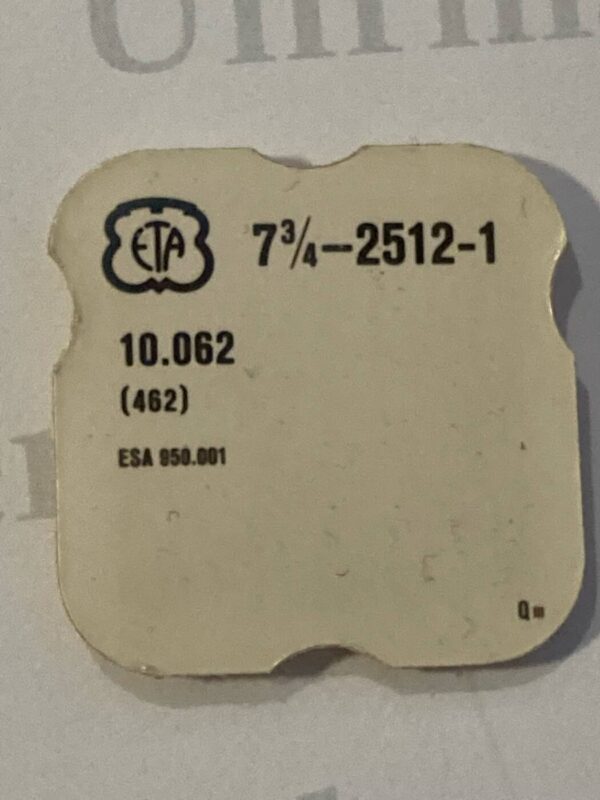 ETA 7¾–2512-1
10.062
(462)
ESA 950.001
Q